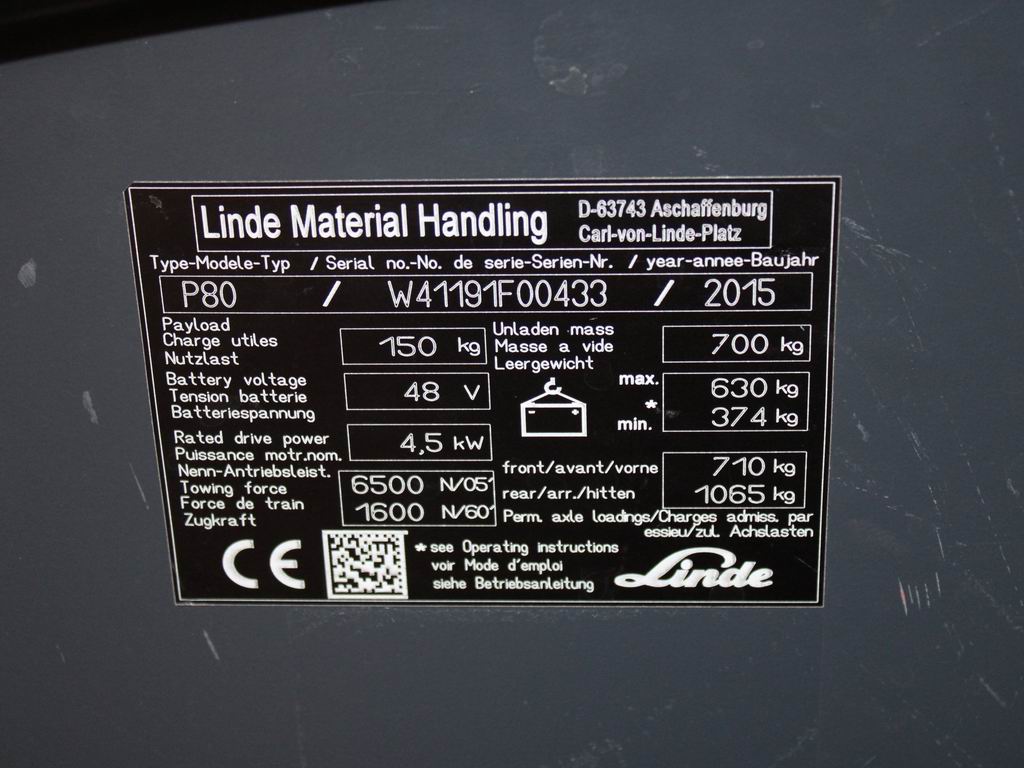 Linde Material Handling
D-63743 Aschaffenburg
Carl-von-Linde-Platz
Type-Modele-Typ / Serial no.-No. de serie-Serien-Nr. / year-annee-Baujahr
P80 / W41191F00433 / 2015
Payload
Charge utiles
Nutzlast
150 kg
Unladen mass
Masse a vide
Leergewicht
700 kg
Battery voltage
Tension batterie
Batteriespannung
48 V
max. 630 kg
*
min. 374 kg
Rated drive power
Puissance motr.nom.
Nenn-Antriebsleist.
4,5 kW
Towing force
Force de train
Zugkraft
6500 N/05'
1600 N/60'
front/avant/vorne 710 kg
rear/arr./hitten 1065 kg
Perm. axle loadings/Charges admiss. par
essieu/zul. Achslasten
CE
* see Operating instructions
voir Mode d'emploi
siehe Betriebsanleitung
Linde